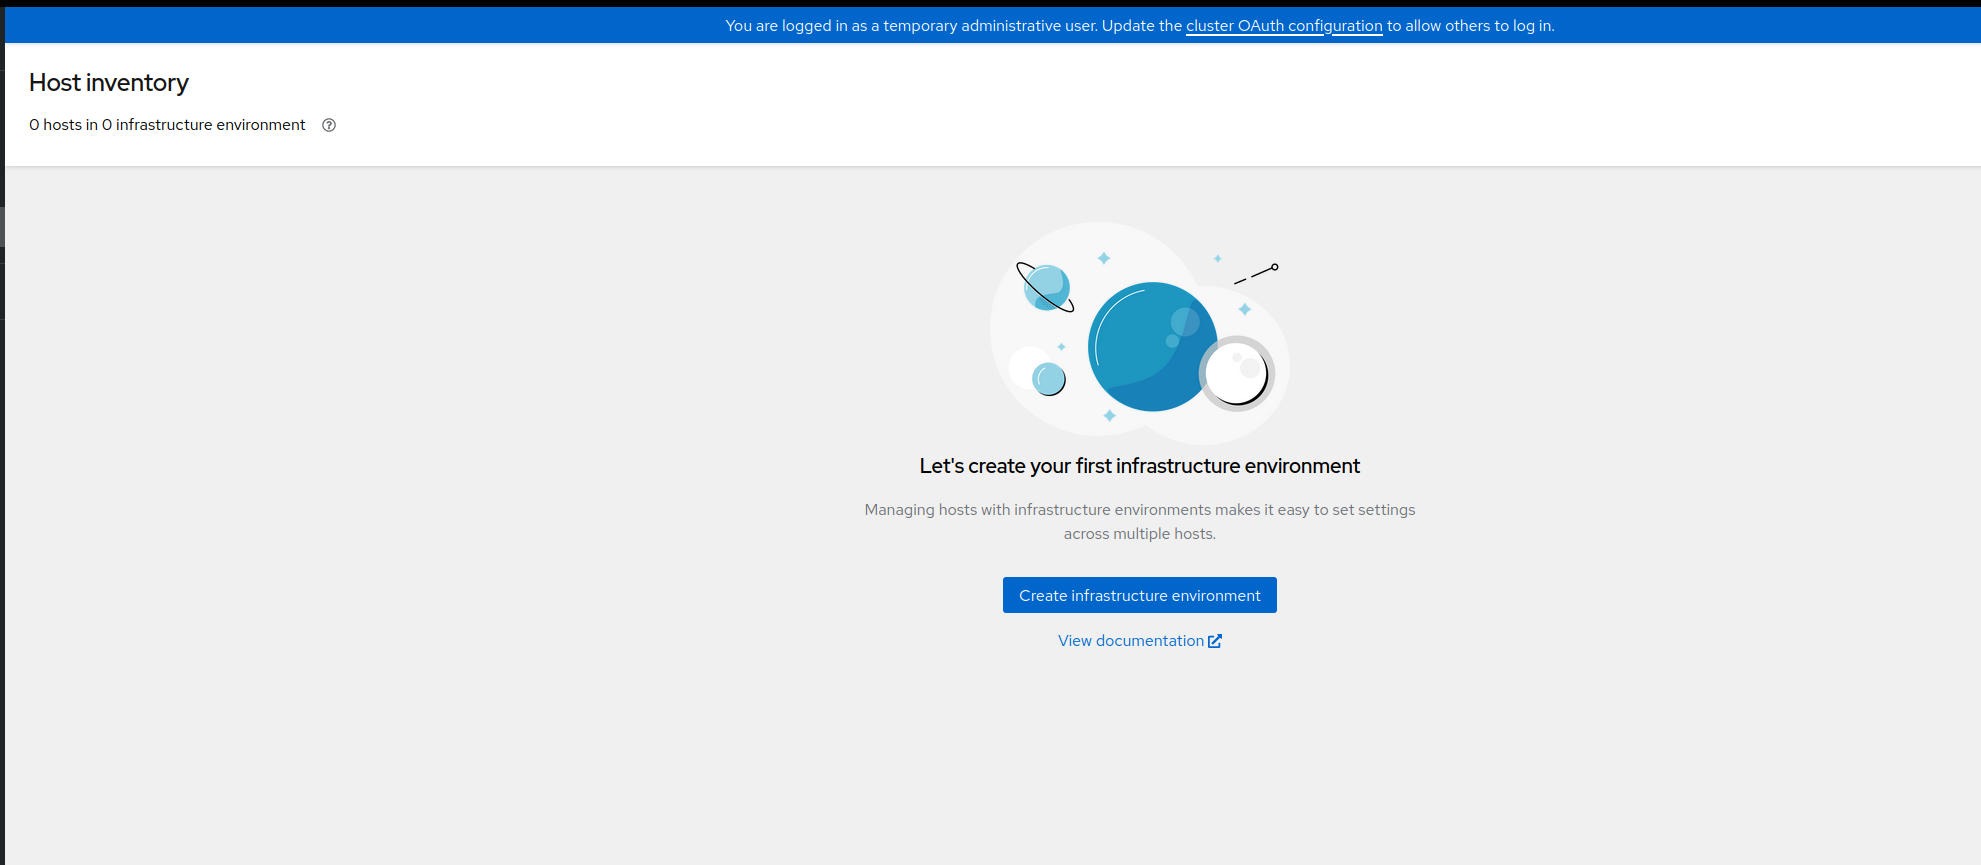 You are logged in as a temporary administrative user. Update the cluster OAuth configuration to allow others to log in.
Host inventory
0 hosts in 0 infrastructure environment
Let's create your first infrastructure environment
Managing hosts with infrastructure environments makes it easy to set settings
across multiple hosts.
Create infrastructure environment
View documentation